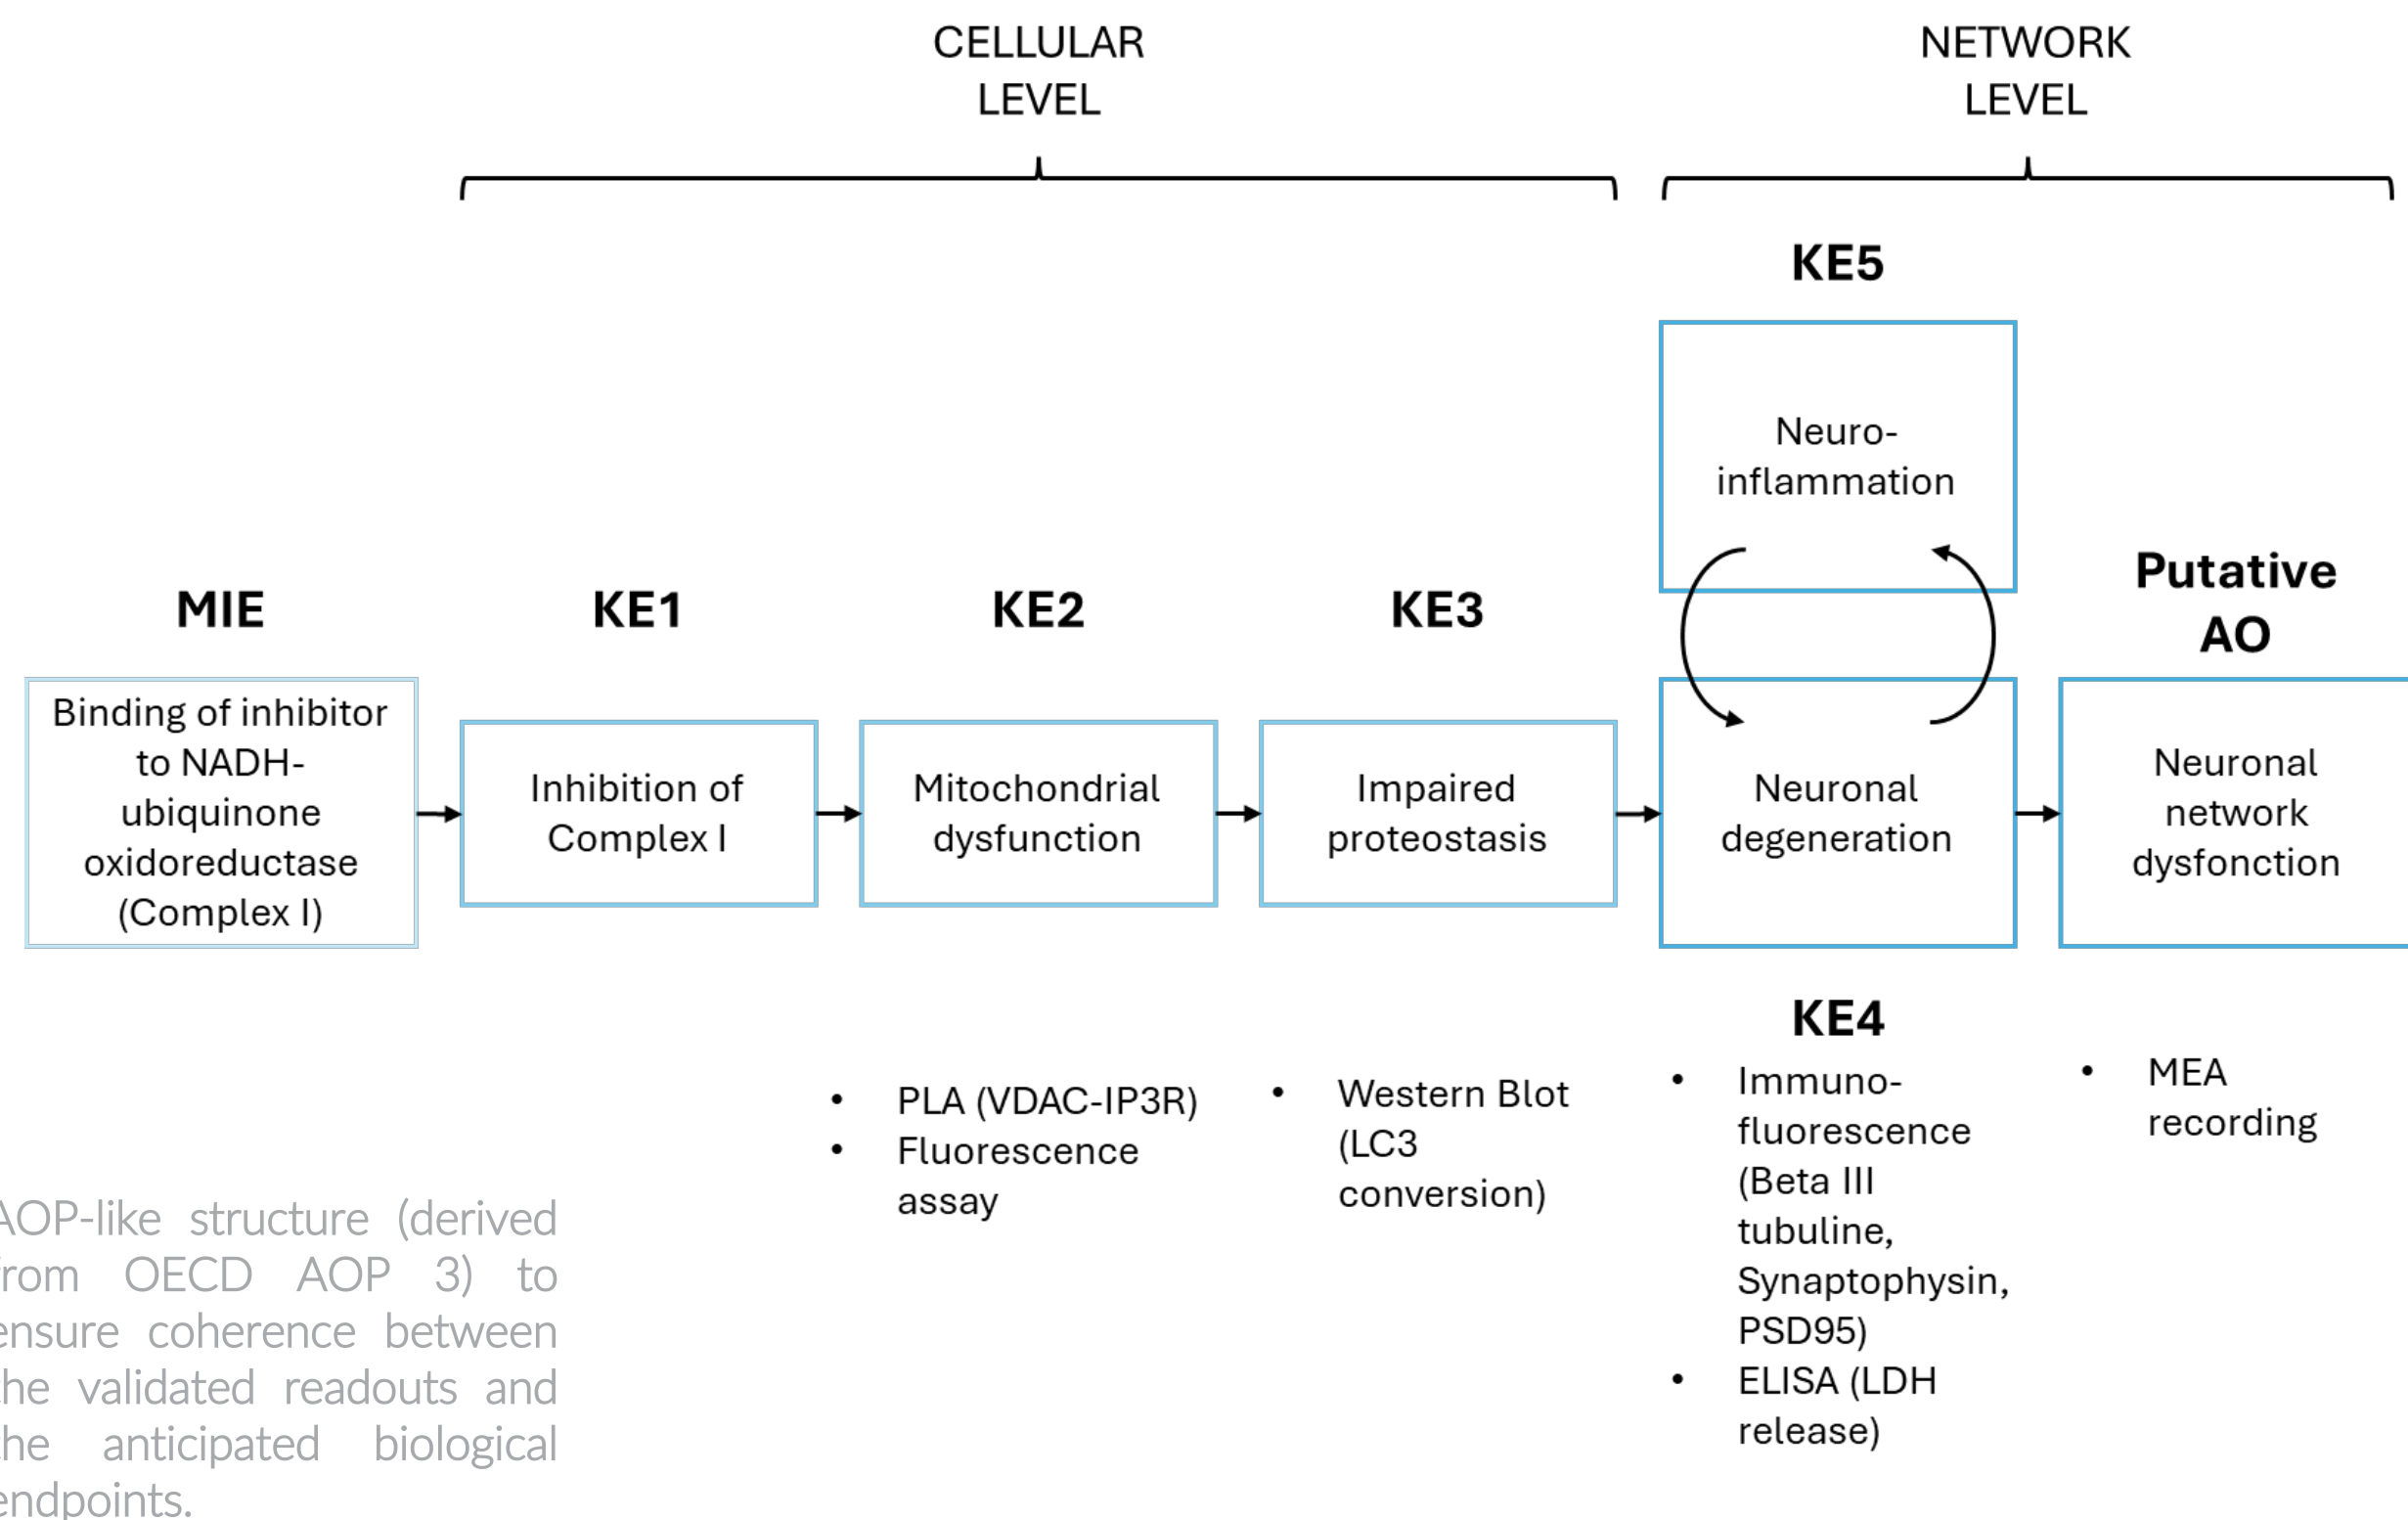 CELLULAR
LEVEL
NETWORK
LEVEL
KE5
Neuro-
inflammation
MIE
KE1
KE2
KE3
Putative
AO
Binding of inhibitor
to NADH-
ubiquinone
oxidoreductase
(Complex I)
Inhibition of
Complex I
Mitochondrial
dysfunction
Impaired
proteostasis
Neuronal
degeneration
Neuronal
network
dysfonction
KE4
• PLA (VDAC-IP3R)
• Fluorescence
assay
• Western Blot
(LC3
conversion)
• Immuno-
fluorescence
(Beta III
tubuline,
Synaptophysin,
PSD95)
• ELISA (LDH
release)
• MEA
recording
AOP-like structure (derived
from OECD AOP 3) to
ensure coherence between
the validated readouts and
the anticipated biological
endpoints.